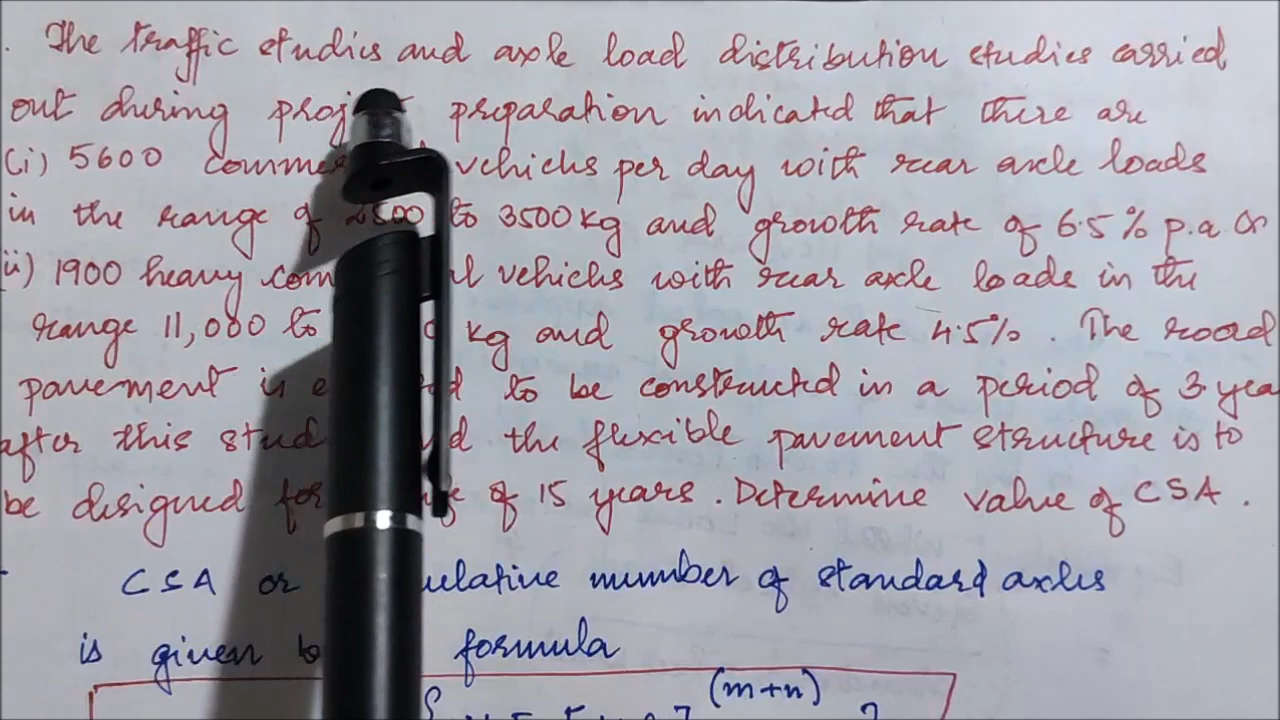 . The traffic studies and axle load distribution studies carried
out during preparation indicated that there are
(i) 5600 vehicles per day with rear axle loads
in the range of 2500 to 3500 kg and growth rate of 6.5% p.a or
(ii) 1900 heavy vehicles with rear axle loads in the
range 11,000 to kg and growth rate 4.5%. The road
pavement is to be constructed in a period of 3
after this and the flexible pavement structure is to
be designed for of 15 years. Determine value of CSA.
CSA or number of standard axles
is given formula
(m+n)